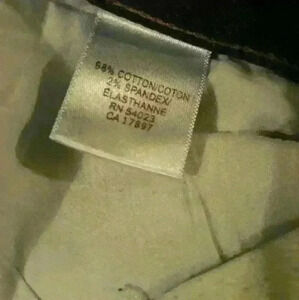 98% COTTON/COTON
2% SPANDEX/
ELASTHANNE
RN 54023
CA 17897